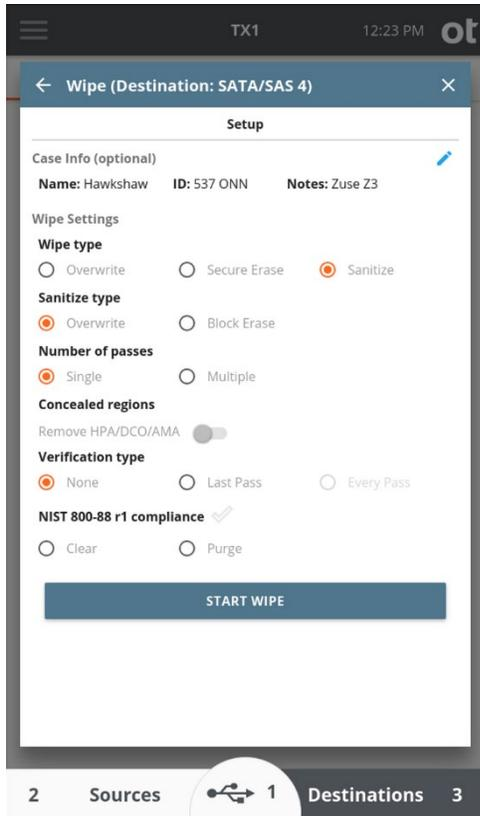 TX1 12:23 PM ot
Wipe (Destination: SATA/SAS 4)
Setup
Case Info (optional)
Name: Hawkshaw ID: 537 ONN Notes: Zuse Z3
Wipe Settings
Wipe type
Overwrite Secure Erase Sanitize
Sanitize type
Overwrite Block Erase
Number of passes
Single Multiple
Concealed regions
Remove HPA/DCO/AMA
Verification type
None Last Pass Every Pass
NIST 800-88 r1 compliance
Clear Purge
START WIPE
2 Sources 1 Destinations 3